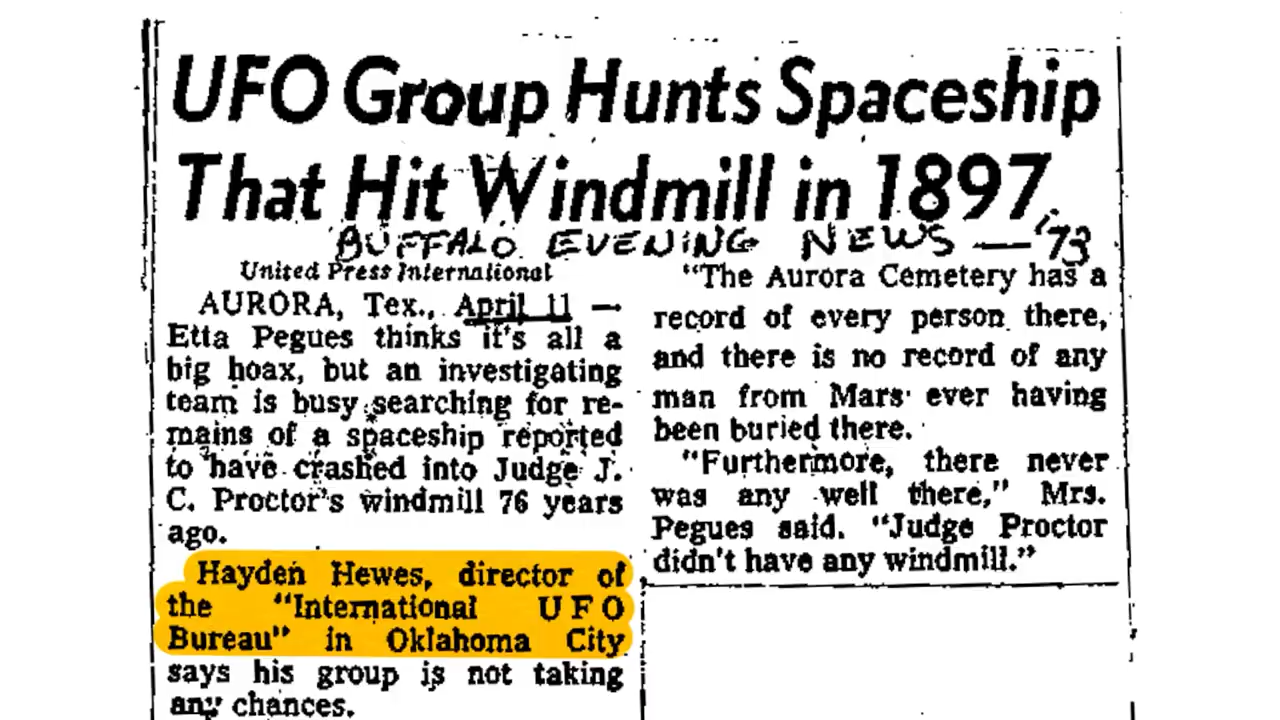 UFO Group Hunts Spaceship
That Hit Windmill in 1897
BUFFALO EVENING NEWS — '73
United Press International
AURORA, Tex., April 11 —
Etta Pegues thinks it's all a
big hoax, but an investigating
team is busy searching for re-
mains of a spaceship reported
to have crashed into Judge J.
C. Proctor's windmill 76 years
ago.
Hayden Hewes, director of
the "International UFO
Bureau" in Oklahoma City
says his group is not taking
any chances.
"The Aurora Cemetery has a
record of every person there,
and there is no record of any
man from Mars ever having
been buried there.
"Furthermore, there never
was any well there," Mrs.
Pegues said. "Judge Proctor
didn't have any windmill."